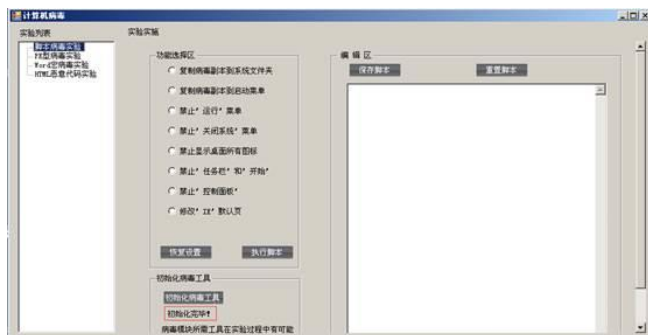 计算机病毒
实验列表
脚本病毒实验
PE型病毒实验
Word宏病毒实验
HTML恶意代码实验
实验实施
功能选择区
复制病毒副本到系统文件夹
复制病毒副本到启动菜单
禁止"运行"菜单
禁止"关闭系统"菜单
禁止显示桌面所有图标
禁止"任务栏"和"开始"
禁止"控制面板"
修改"IE"默认页
恢复设置 执行脚本
初始化病毒工具
初始化病毒工具
初始化完毕!
病毒模块所需工具在实验过程中有可能
编 辑 区
保存脚本 重置脚本